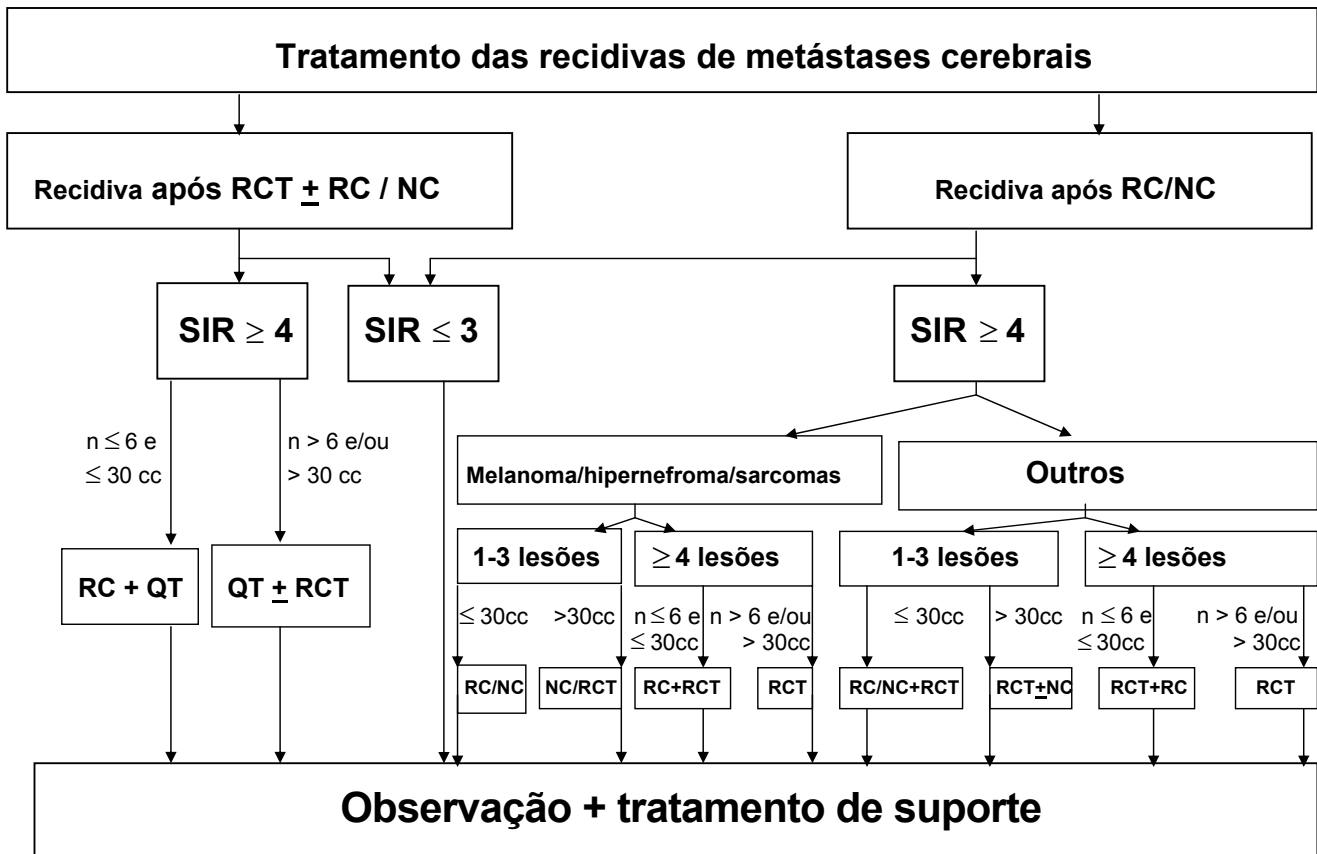 Tratamento das recidivas de metástases cerebrais
Recidiva após RCT ± RC / NC
Recidiva após RC/NC
SIR ≥ 4
SIR ≤ 3
SIR ≥ 4
n ≤ 6 e
≤ 30 cc
n > 6 e/ou
> 30 cc
Melanoma/hipernefroma/sarcomas
Outros
RC + QT
QT ± RCT
1-3 lesões
≥ 4 lesões
1-3 lesões
≥ 4 lesões
≤ 30cc
>30cc
n ≤ 6 e
≤ 30cc
n > 6 e/ou
> 30cc
≤ 30cc
> 30cc
n ≤ 6 e
≤ 30cc
n > 6 e/ou
> 30cc
RC/NC
NC/RCT
RC+RCT
RCT
RC/NC+RCT
RCT±NC
RCT+RC
RCT
Observação + tratamento de suporte